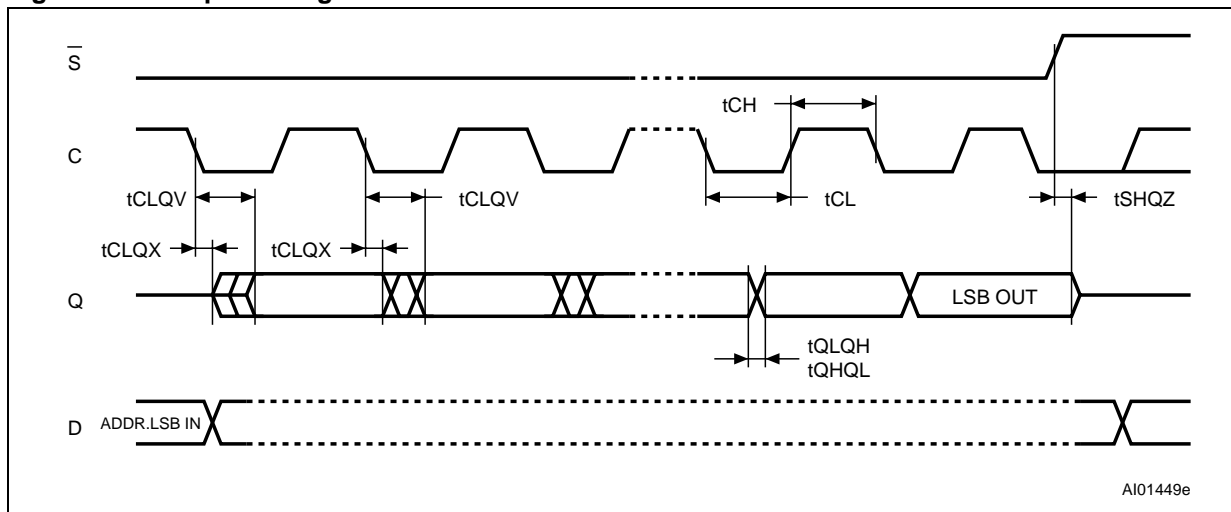 S
tCH
C
tCLQV
tCLQV
tCL
tSHQZ
tCLQX
tCLQX
Q
LSB OUT
tQLQH
tQHQL
D
ADDR.LSB IN
AI01449e